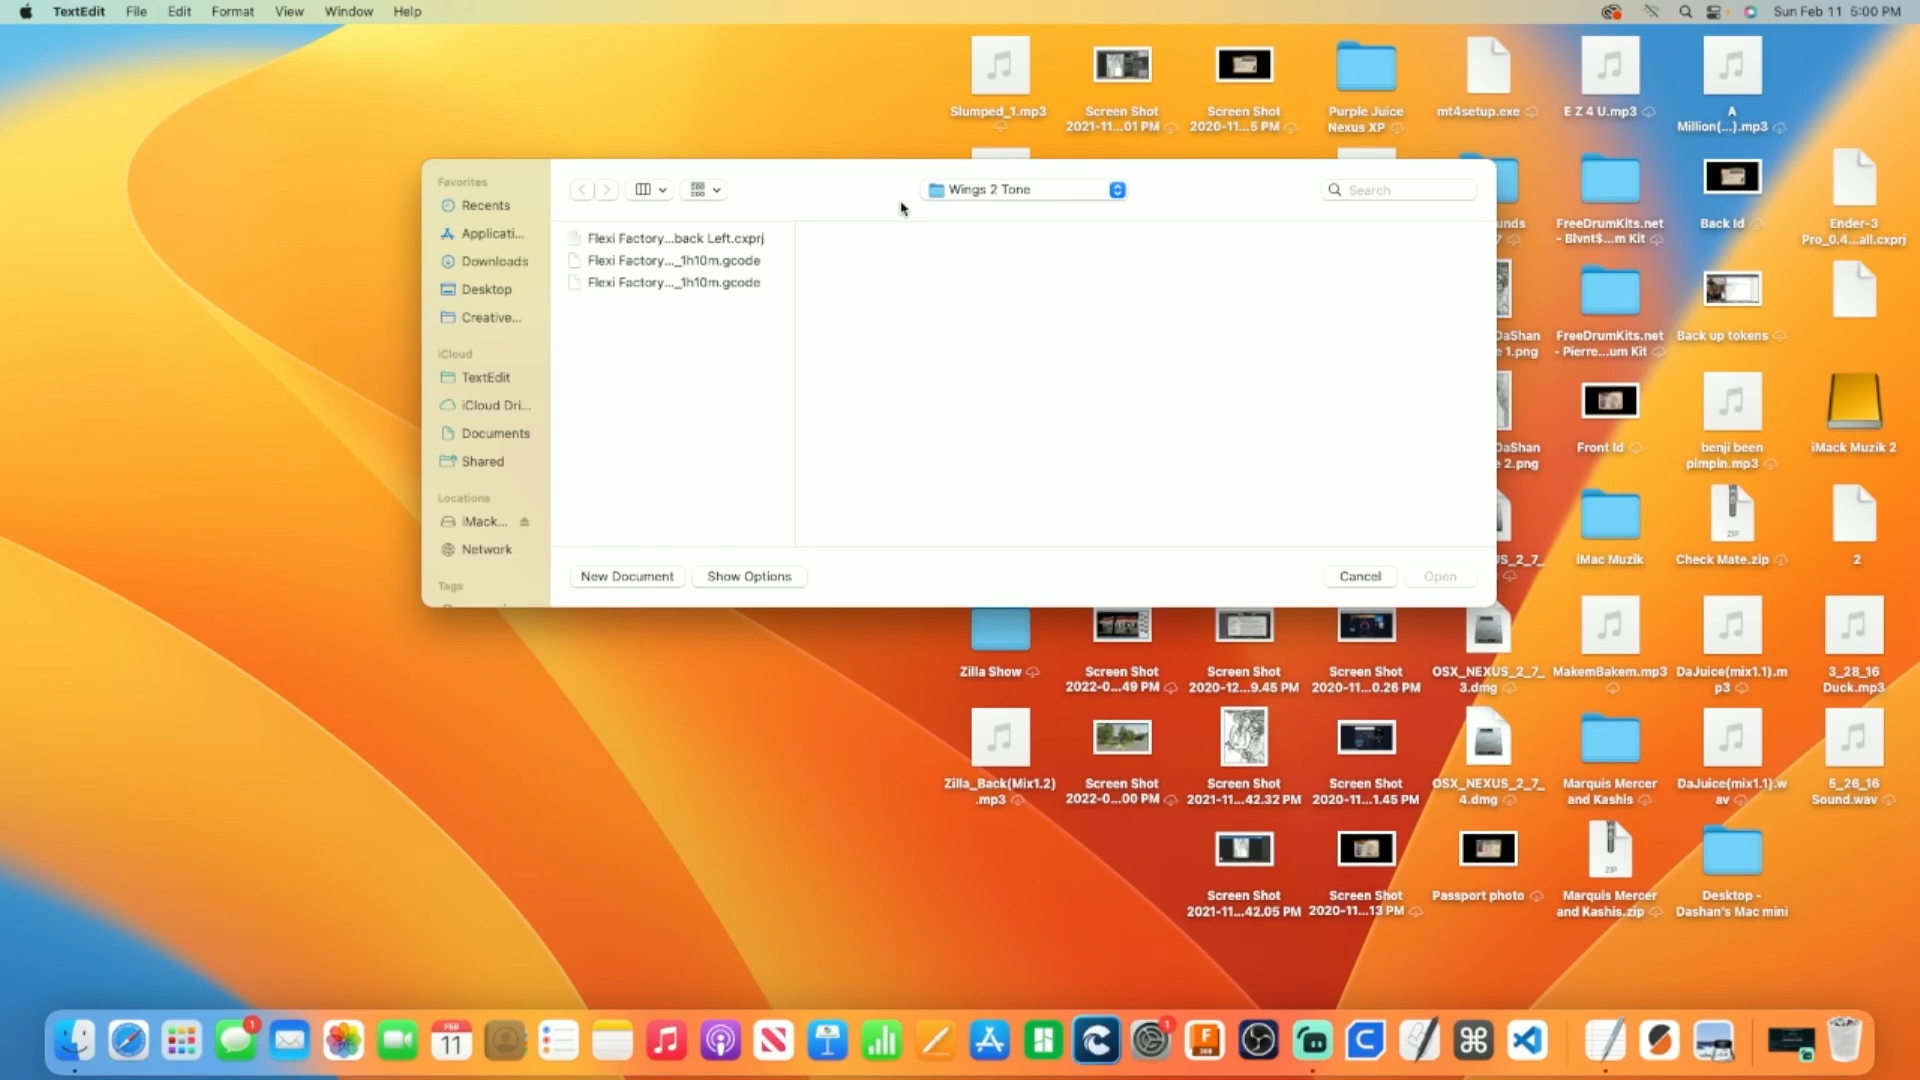 TextEdit File Edit Format View Window Help
Sun Feb 11 5:00 PM
Slumped_1.mp3
Screen Shot
2021-11...01 PM
Screen Shot
2020-11...5 PM
Purple Juice
Nexus XP
mt4setup.exe
E Z 4 U.mp3
A
Million(...).mp3
Favorites
Recents
Applicati...
Downloads
Desktop
Creative...
iCloud
TextEdit
iCloud Dri...
Documents
Shared
Locations
iMack...
Network
Tags
Wings 2 Tone
Search
Flexi Factory...back Left.cxprj
Flexi Factory..._1h10m.gcode
Flexi Factory..._1h10m.gcode
New Document
Show Options
Cancel
Open
unds
FreeDrumKits.net
- Blvnt$...m Kit
Back Id
Ender-3
Pro_0.4...all.cxprj
DaShan
e 1.png
FreeDrumKits.net
- Pierre...um Kit
Back up tokens
DaShan
e 2.png
Front Id
benji been
pimpin.mp3
iMack Muzik 2
US_2_7_
iMac Muzik
Check Mate.zip
2
Zilla Show
Screen Shot
2022-0...49 PM
Screen Shot
2020-12...9.45 PM
Screen Shot
2020-11...0.26 PM
OSX_NEXUS_2_7_
3.dmg
MakemBakem.mp3
DaJuice(mix1.1).m
p3
3_28_16
Duck.mp3
Zilla_Back(Mix1.2)
.mp3
Screen Shot
2022-0...00 PM
Screen Shot
2021-11...42.32 PM
Screen Shot
2020-11...1.45 PM
OSX_NEXUS_2_7_
4.dmg
Marquis Mercer
and Kashis
DaJuice(mix1.1).w
av
5_26_16
Sound.wav
Screen Shot
2021-11...42.05 PM
Screen Shot
2020-11...13 PM
Passport photo
Marquis Mercer
and Kashis.zip
Desktop -
Dashan's Mac mini
ZIP
ZIP
1
FEB
11
1